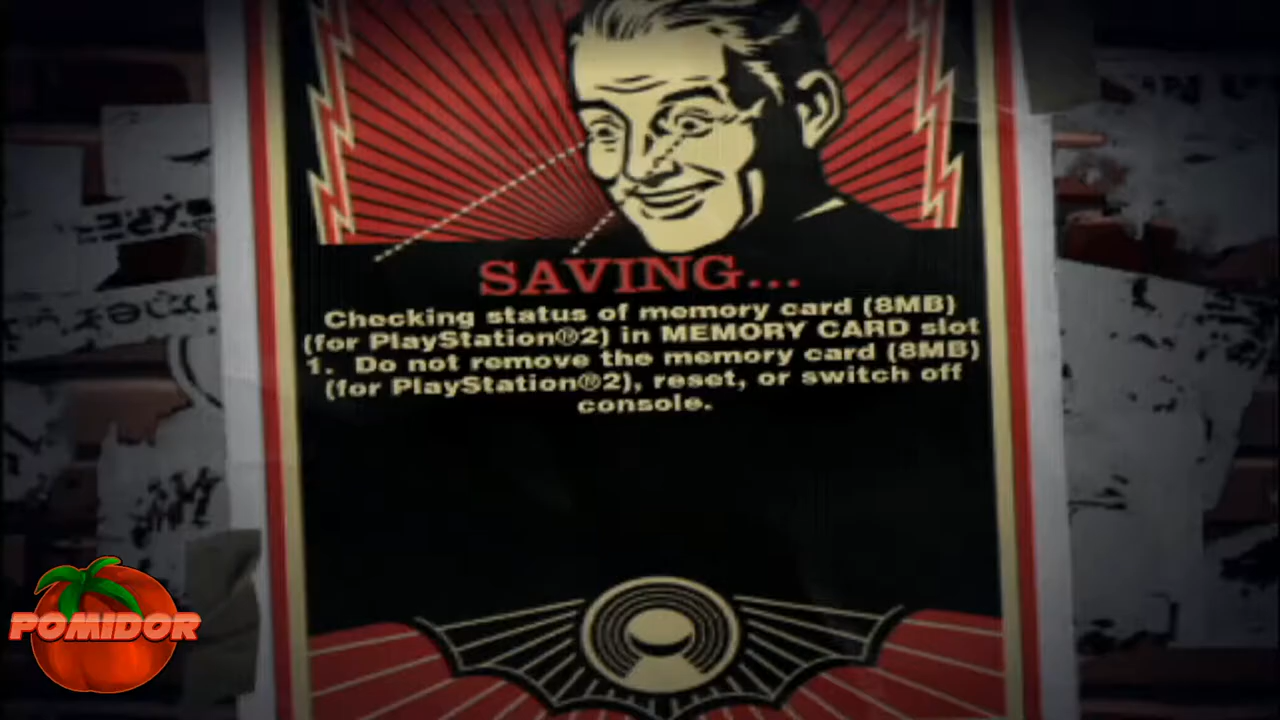 SAVING...
Checking status of memory card (8MB)
(for PlayStation®2) in MEMORY CARD slot
1. Do not remove the memory card (8MB)
(for PlayStation®2), reset, or switch off
console.
POMIDOR